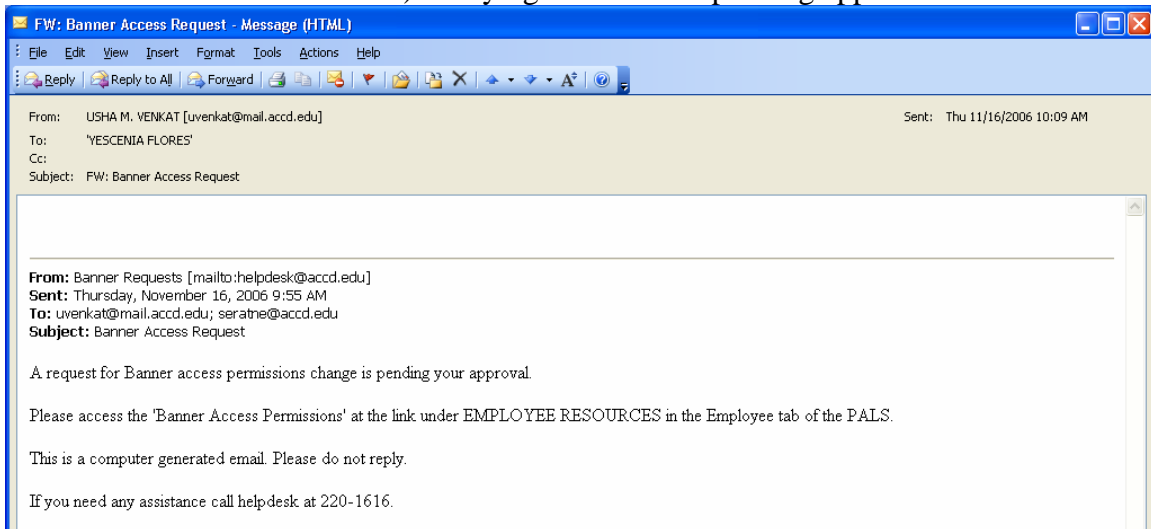 FW: Banner Access Request - Message (HTML)
File Edit View Insert Format Tools Actions Help
Reply Reply to All Forward
From: USHA M. VENKAT [uvenkat@mail.accd.edu] Sent: Thu 11/16/2006 10:09 AM
To: 'YESCENIA FLORES'
Cc:
Subject: FW: Banner Access Request
From: Banner Requests [mailto:helpdesk@accd.edu]
Sent: Thursday, November 16, 2006 9:55 AM
To: uvenkat@mail.accd.edu; seratne@accd.edu
Subject: Banner Access Request
A request for Banner access permissions change is pending your approval.
Please access the 'Banner Access Permissions' at the link under EMPLOYEE RESOURCES in the Employee tab of the PALS.
This is a computer generated email. Please do not reply.
If you need any assistance call helpdesk at 220-1616.